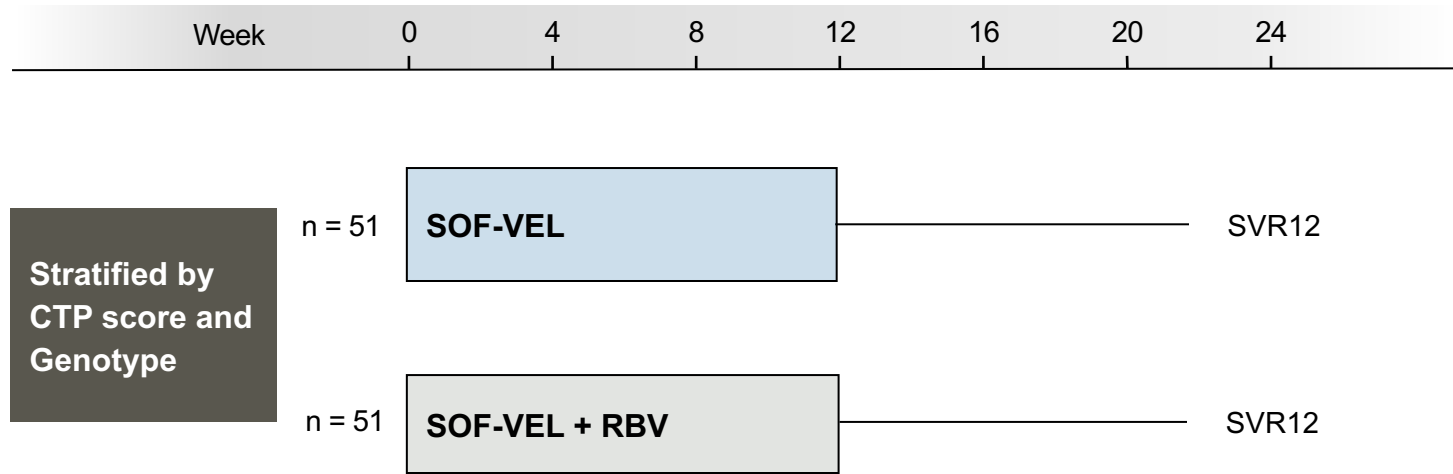 Week 0 4 8 12 16 20 24
n = 51 SOF-VEL SVR12
Stratified by
CTP score and
Genotype
n = 51 SOF-VEL + RBV SVR12